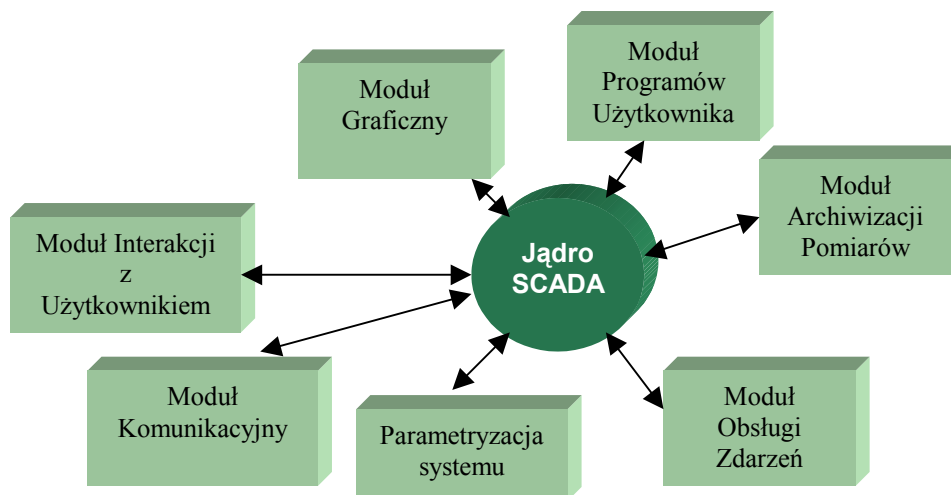 Moduł
Graficzny
Moduł
Programów
Użytkownika
Moduł
Archiwizacji
Pomiarów
Moduł Interakcji
z
Użytkownikiem
Jądro
SCADA
Moduł
Komunikacyjny
Parametryzacja
systemu
Moduł
Obsługi
Zdarzeń